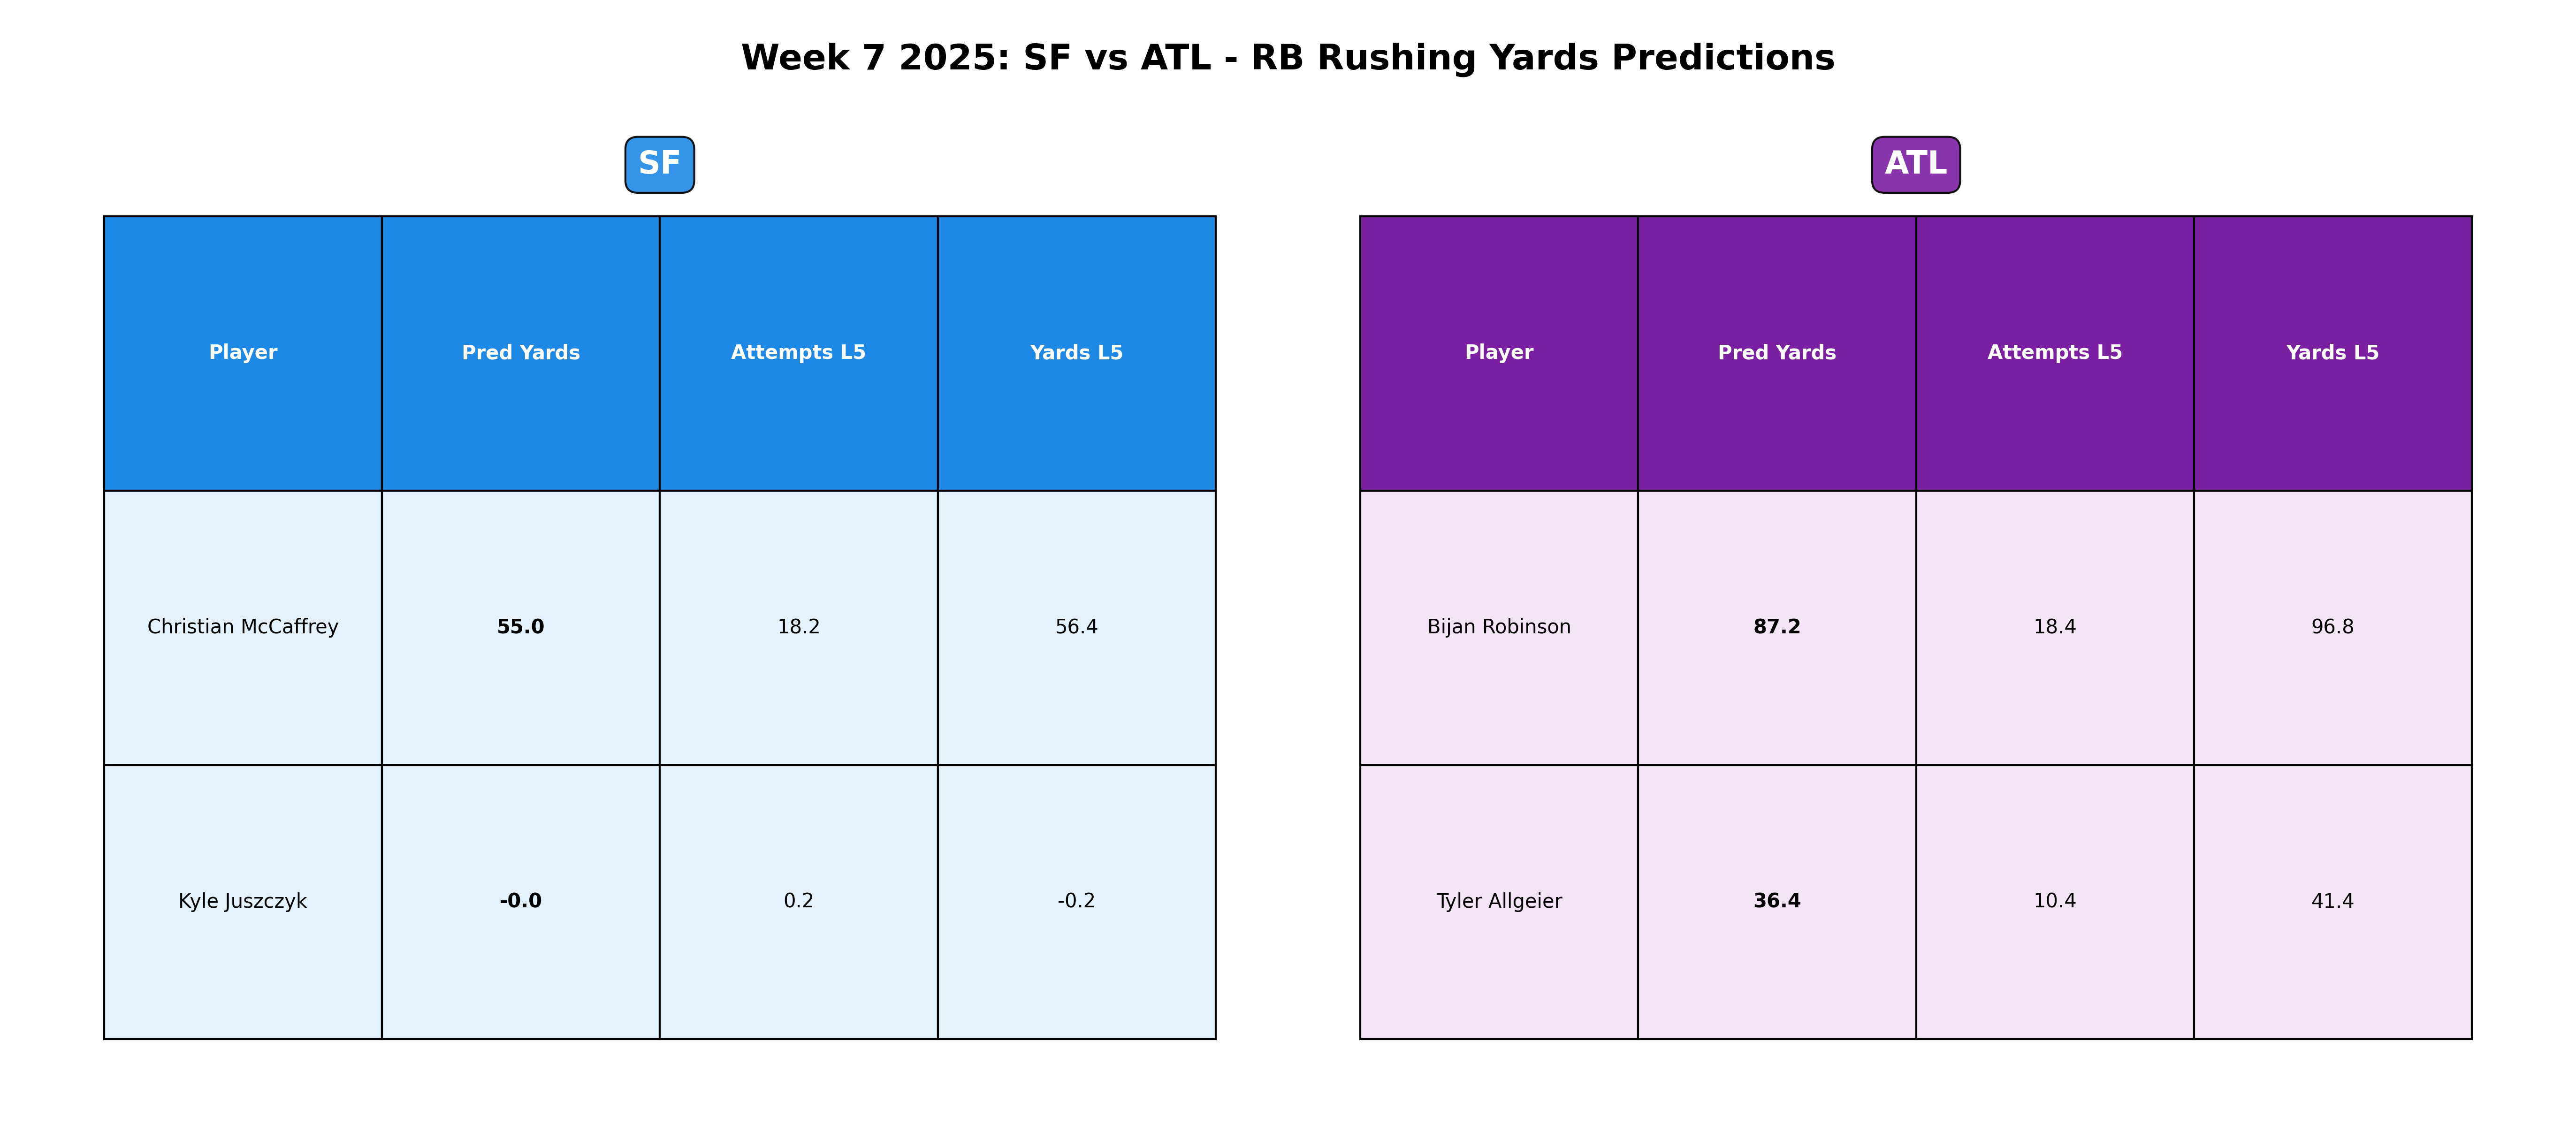 Week 7 2025: SF vs ATL - RB Rushing Yards Predictions
SF
Player Pred Yards Attempts L5 Yards L5
Christian McCaffrey 55.0 18.2 56.4
Kyle Juszczyk -0.0 0.2 -0.2
ATL
Player Pred Yards Attempts L5 Yards L5
Bijan Robinson 87.2 18.4 96.8
Tyler Allgeier 36.4 10.4 41.4